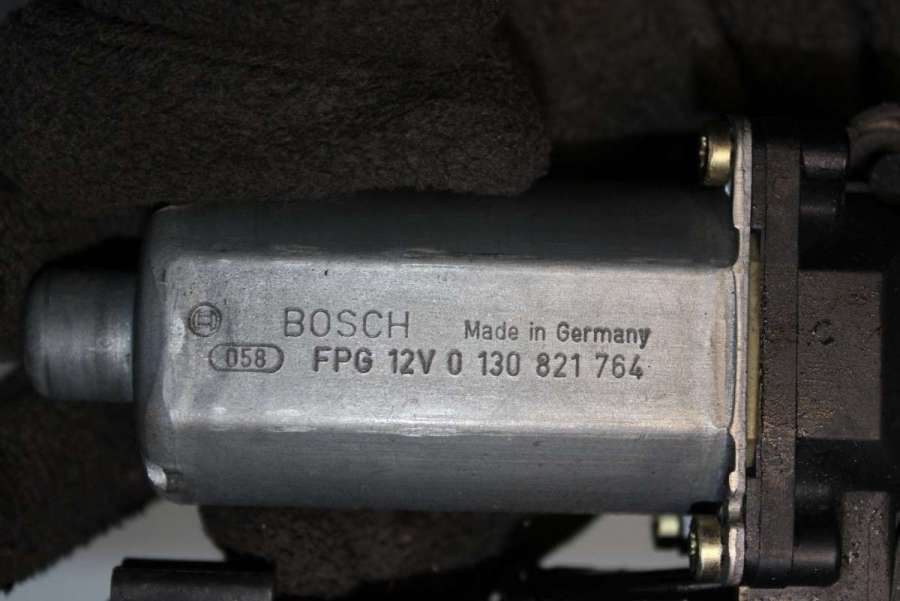 BOSCH Made in Germany
058 FPG 12V 0 130 821 764